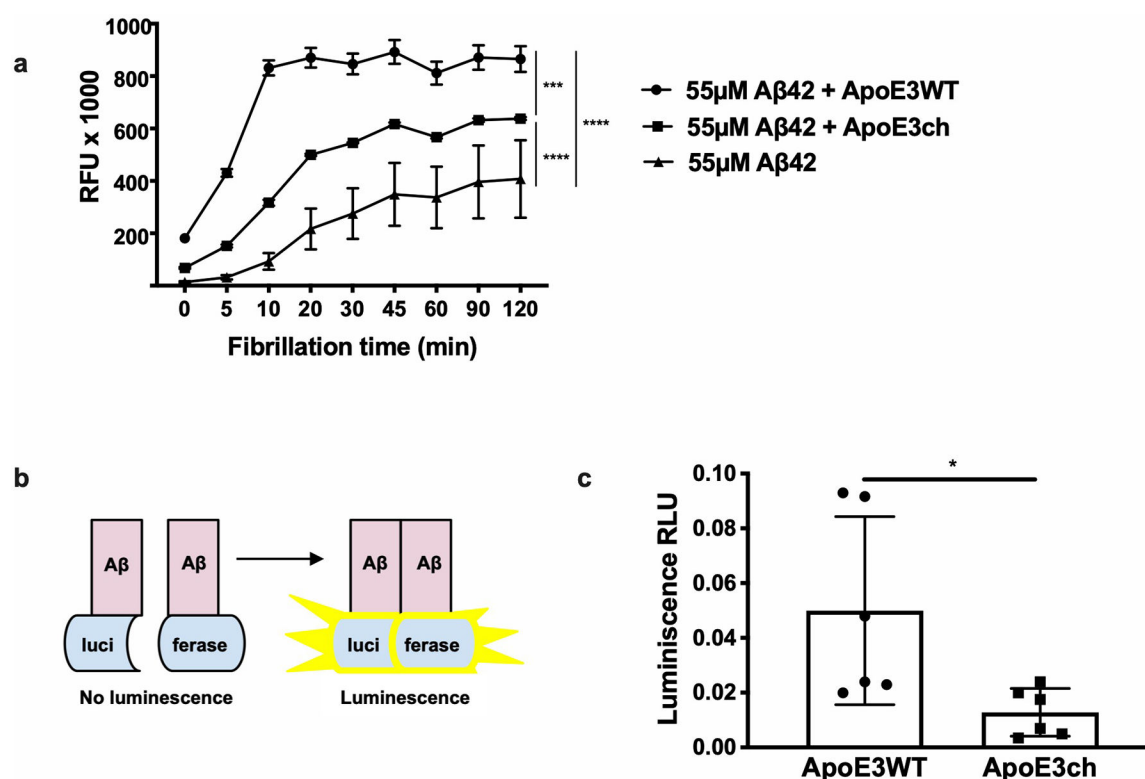 a
RFU x 1000
1000
800
600
400
200
0 5 10 20 30 45 60 90 120
Fibrillation time (min)
***
****
****
55μM Aβ42 + ApoE3WT
55μM Aβ42 + ApoE3ch
55μM Aβ42
b
Aβ Aβ Aβ Aβ
luci ferase luci ferase
No luminescence Luminescence
c
Luminiscence RLU
0.10
0.08
0.06
0.04
0.02
0.00
*
ApoE3WT ApoE3ch